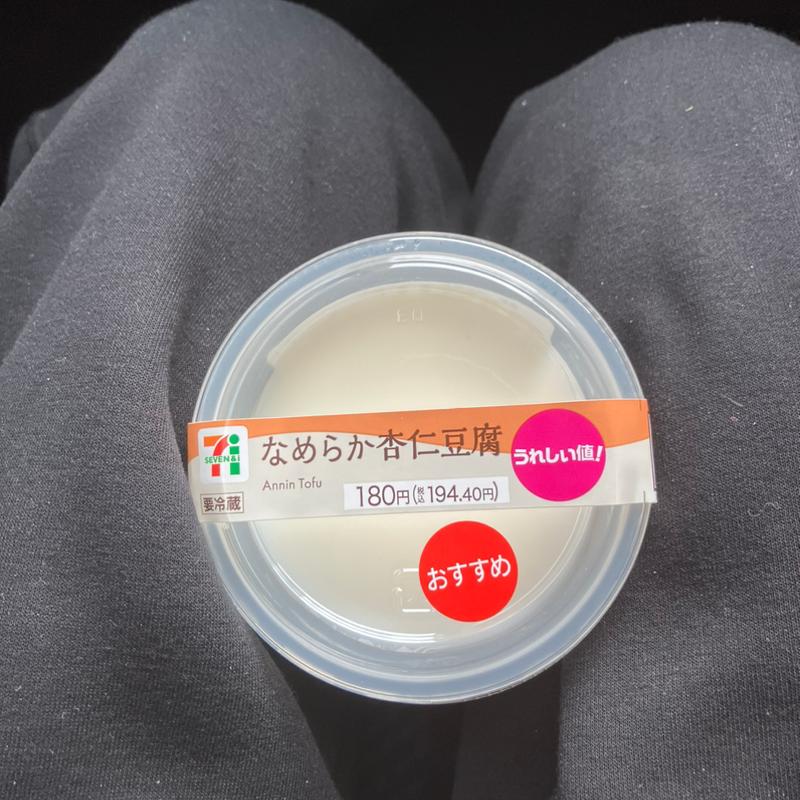 SEVEN&i
なめらか杏仁豆腐
うれしい値!
Annin Tofu
要冷蔵
180円(税込194.40円)
おすすめ